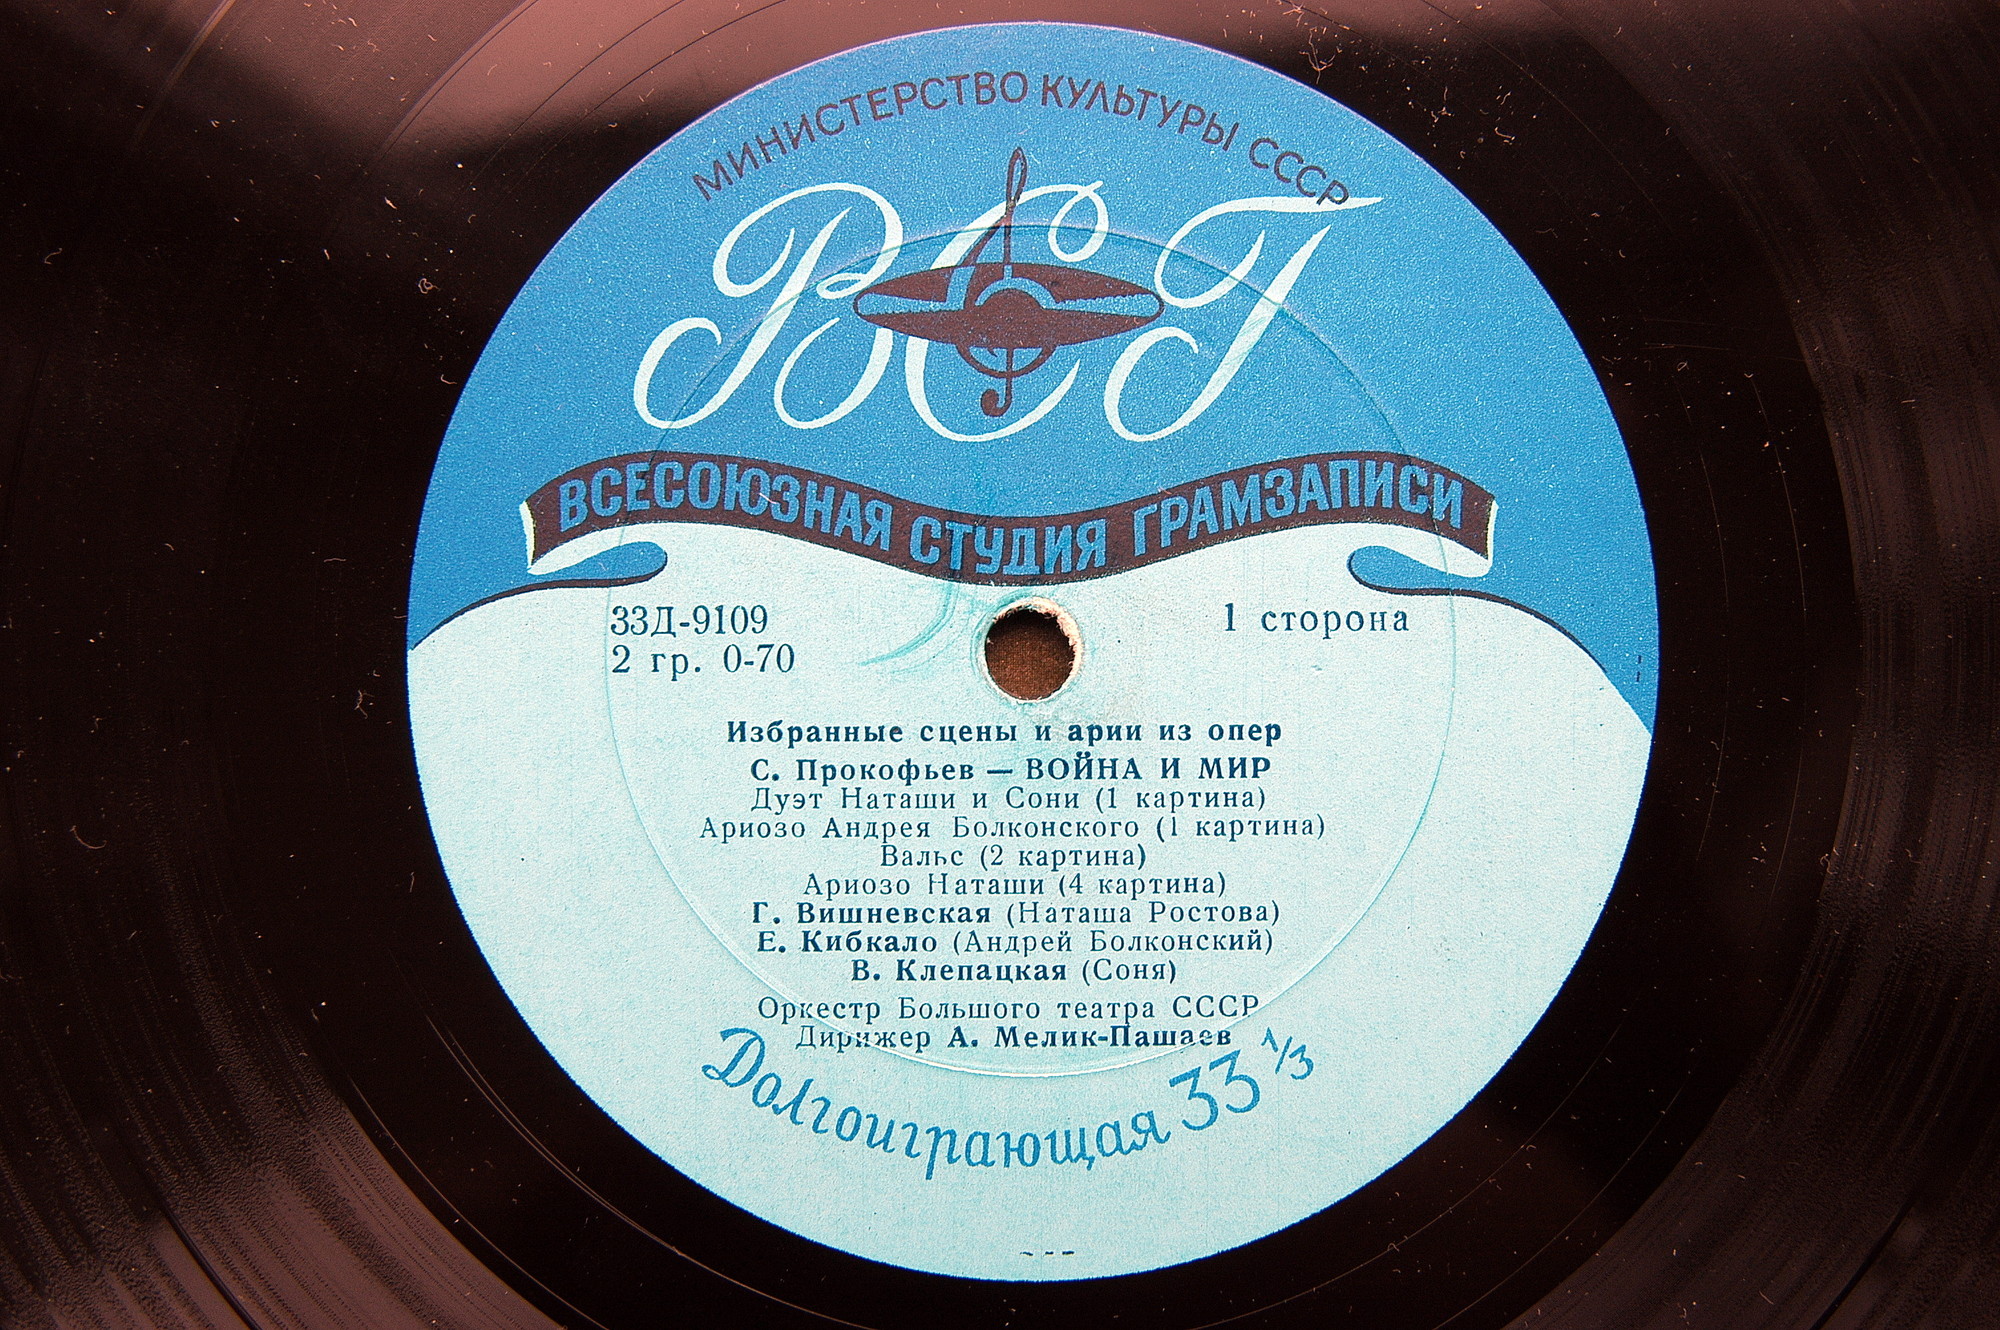 МИНИСТЕРСТВО КУЛЬТУРЫ СССР
ВСГ
ВСЕСОЮЗНАЯ СТУДИЯ ГРАМЗАПИСИ
33Д-9109
2 гр. 0-70
1 сторона
Избранные сцены и арии из опер
С. Прокофьев — ВОЙНА И МИР
Дуэт Наташи и Сони (1 картина)
Ариозо Андрея Болконского (1 картина)
Вальс (2 картина)
Ариозо Наташи (4 картина)
Г. Вишневская (Наташа Ростова)
Е. Кибкало (Андрей Болконский)
В. Клепацкая (Соня)
Оркестр Большого театра СССР
Дирижер А. Мелик-Пашаев
Долгоиграющая 33 1/3